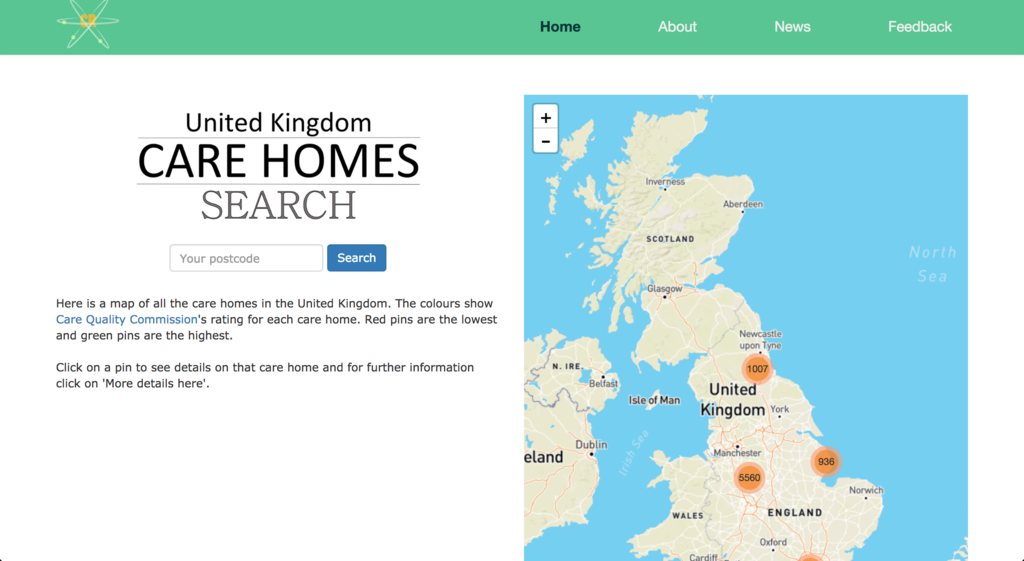 CR
Home
About
News
Feedback
United Kingdom
CARE HOMES
SEARCH
Your postcode
Search
Here is a map of all the care homes in the United Kingdom. The colours show
Care Quality Commission's rating for each care home. Red pins are the lowest
and green pins are the highest.
Click on a pin to see details on that care home and for further information
click on 'More details here'.
+
-
Inverness
Aberdeen
SCOTLAND
North
Sea
Glasgow
Newcastle
upon Tyne
1007
N. IRE.
Belfast
Isle of Man
United
Kingdom
York
Dublin
eland
Irish Sea
Manchester
936
5560
Norwich
WALES
ENGLAND
Oxford
Cardiff